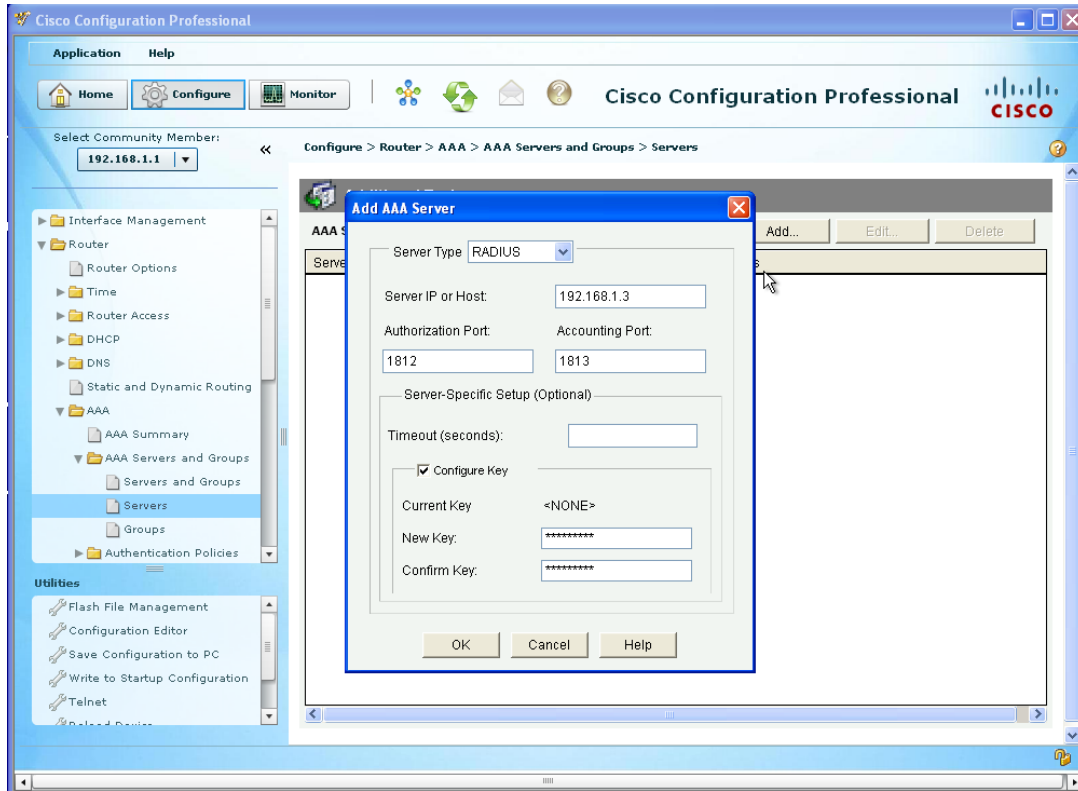 Cisco Configuration Professional
Application Help
Home Configure Monitor Cisco Configuration Professional CISCO
Select Community Member:
192.168.1.1
«
Configure > Router > AAA > AAA Servers and Groups > Servers
Interface Management
Router
Router Options
Time
Router Access
DHCP
DNS
Static and Dynamic Routing
AAA
AAA Summary
AAA Servers and Groups
Servers and Groups
Servers
Groups
Authentication Policies
Utilities
Flash File Management
Configuration Editor
Save Configuration to PC
Write to Startup Configuration
Telnet
AAA S
Add... Edit... Delete
Serve
s
Add AAA Server
Server Type RADIUS
Server IP or Host: 192.168.1.3
Authorization Port: Accounting Port:
1812 1813
Server-Specific Setup (Optional)
Timeout (seconds):
Configure Key
Current Key <NONE>
New Key: *********
Confirm Key: *********
OK Cancel Help